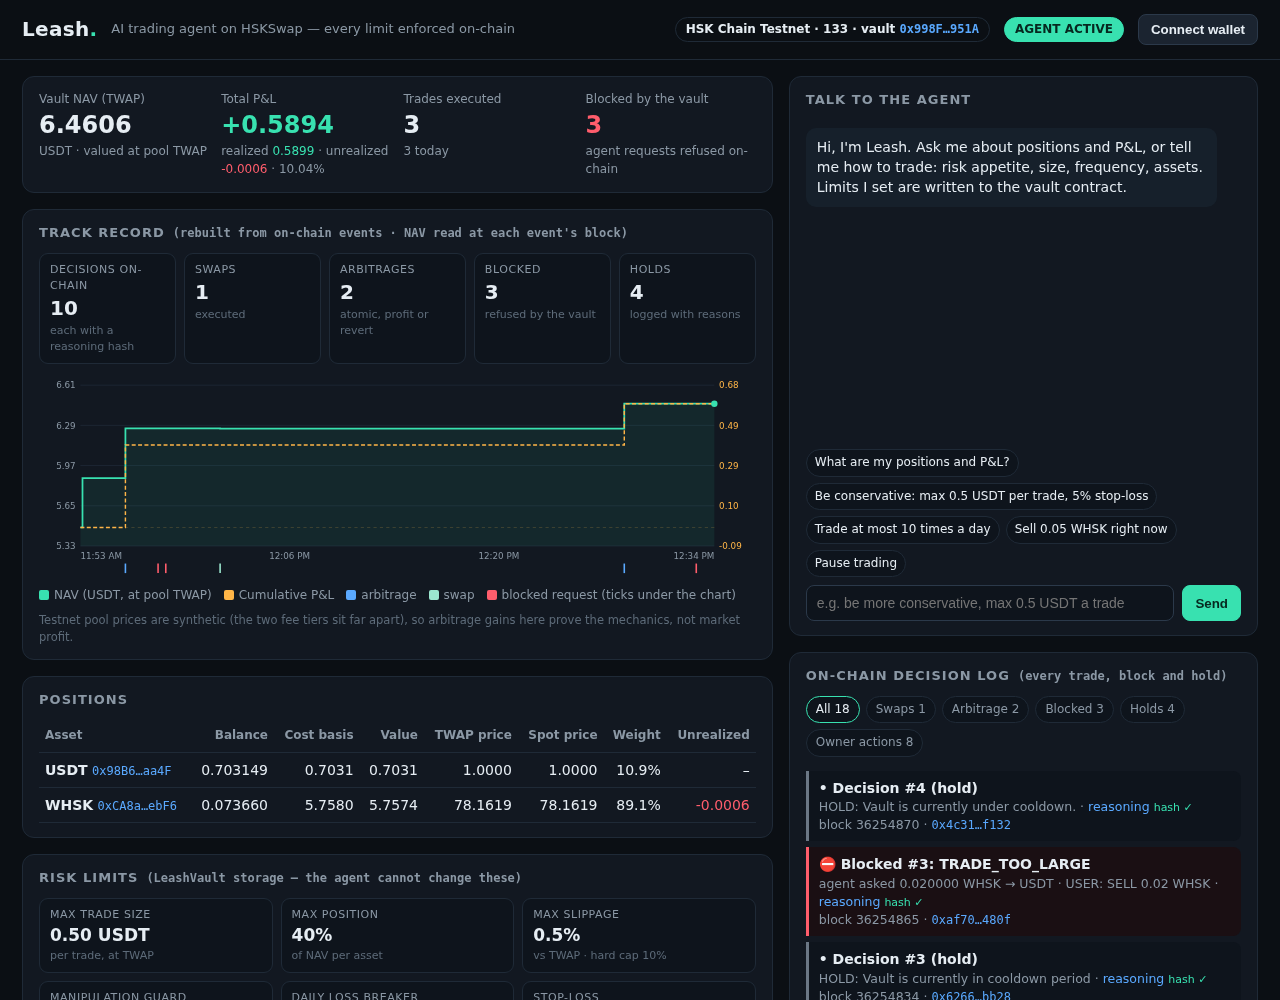 Leash.
AI trading agent on HSKSwap — every limit enforced on-chain
HSK Chain Testnet · 133 · vault 0x998F…951A
AGENT ACTIVE
Connect wallet
Vault NAV (TWAP)
6.4606
USDT · valued at pool TWAP
Total P&L
+0.5894
realized 0.5899 · unrealized
-0.0006 · 10.04%
Trades executed
3
3 today
Blocked by the vault
3
agent requests refused on-
chain
TRACK RECORD (rebuilt from on-chain events · NAV read at each event's block)
DECISIONS ON-
CHAIN
10
each with a
reasoning hash
SWAPS
1
executed
ARBITRAGES
2
atomic, profit or
revert
BLOCKED
3
refused by the vault
HOLDS
4
logged with reasons
6.61
6.29
5.97
5.65
5.33
0.68
0.49
0.29
0.10
-0.09
11:53 AM
12:06 PM
12:20 PM
12:34 PM
NAV (USDT, at pool TWAP)
Cumulative P&L
arbitrage
swap
blocked request (ticks under the chart)
Testnet pool prices are synthetic (the two fee tiers sit far apart), so arbitrage gains here prove the mechanics, not market
profit.
POSITIONS
Asset Balance Cost basis Value TWAP price Spot price Weight Unrealized
USDT 0x98B6…aa4F 0.703149 0.7031 0.7031 1.0000 1.0000 10.9% –
WHSK 0xCA8a…ebF6 0.073660 5.7580 5.7574 78.1619 78.1619 89.1% -0.0006
RISK LIMITS (LeashVault storage — the agent cannot change these)
MAX TRADE SIZE
0.50 USDT
per trade, at TWAP
MAX POSITION
40%
of NAV per asset
MAX SLIPPAGE
0.5%
vs TWAP · hard cap 10%
MANIPULATION GUARD
DAILY LOSS BREAKER
STOP-LOSS
TALK TO THE AGENT
Hi, I'm Leash. Ask me about positions and P&L, or tell
me how to trade: risk appetite, size, frequency, assets.
Limits I set are written to the vault contract.
What are my positions and P&L?
Be conservative: max 0.5 USDT per trade, 5% stop-loss
Trade at most 10 times a day
Sell 0.05 WHSK right now
Pause trading
e.g. be more conservative, max 0.5 USDT a trade
Send
ON-CHAIN DECISION LOG (every trade, block and hold)
All 18
Swaps 1
Arbitrage 2
Blocked 3
Holds 4
Owner actions 8
• Decision #4 (hold)
HOLD: Vault is currently under cooldown. · reasoning hash ✓
block 36254870 · 0x4c31…f132
⛔ Blocked #3: TRADE_TOO_LARGE
agent asked 0.020000 WHSK → USDT · USER: SELL 0.02 WHSK ·
reasoning hash ✓
block 36254865 · 0xaf70…480f
• Decision #3 (hold)
HOLD: Vault is currently in cooldown period · reasoning hash ✓
block 36254834 · 0x6266…bb28